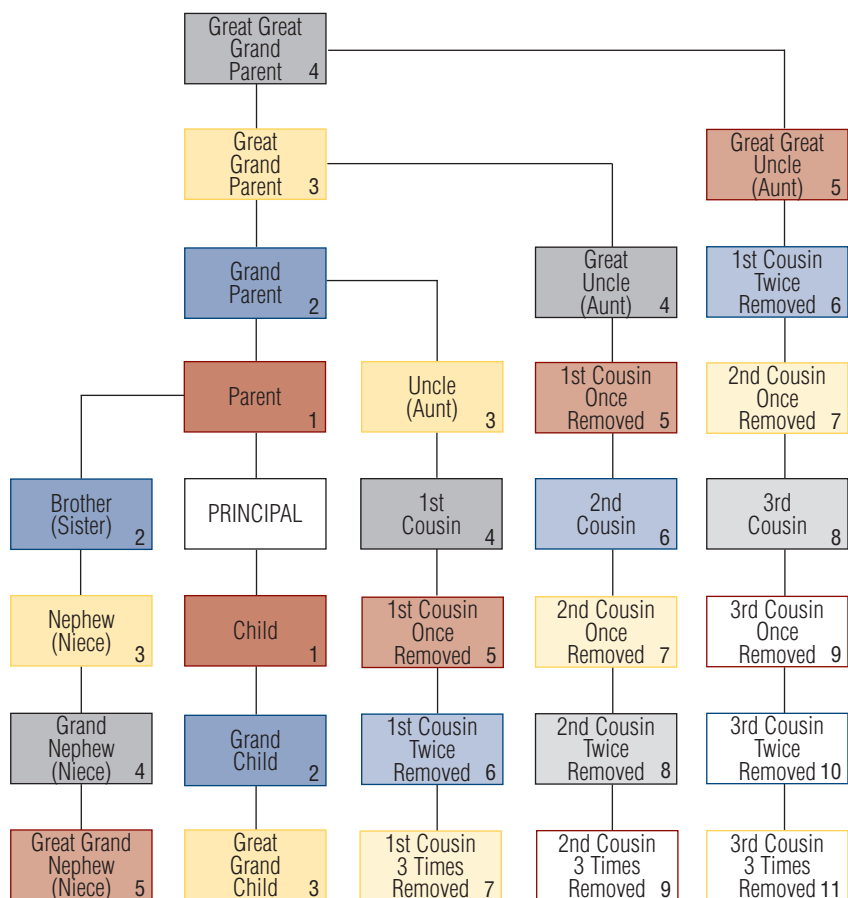 Great Great
Grand
Parent 4
Great
Grand
Parent 3
Great Great
Uncle
(Aunt) 5
Grand
Parent
2
Great
Uncle
(Aunt) 4
1st Cousin
Twice
Removed 6
Parent
1
Uncle
(Aunt) 3
1st Cousin
Once
Removed 5
2nd Cousin
Once
Removed 7
Brother
(Sister) 2
PRINCIPAL
1st
Cousin 4
2nd
Cousin 6
3rd
Cousin 8
Nephew
(Niece) 3
Child
1
1st Cousin
Once
Removed 5
2nd Cousin
Once
Removed 7
3rd Cousin
Once
Removed 9
Grand
Nephew
(Niece) 4
Grand
Child 2
1st Cousin
Twice
Removed 6
2nd Cousin
Twice
Removed 8
3rd Cousin
Twice
Removed 10
Great Grand
Nephew
(Niece) 5
Great
Grand
Child 3
1st Cousin
3 Times
Removed 7
2nd Cousin
3 Times
Removed 9
3rd Cousin
3 Times
Removed 11